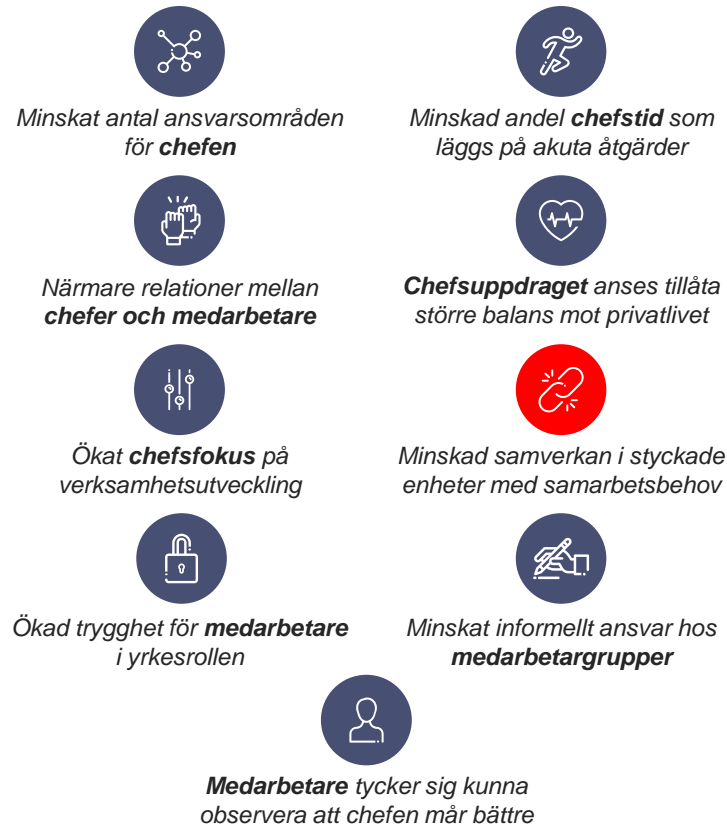 Minskat antal ansvarsområden
för chefen
Minskad andel chefstid som
läggs på akuta åtgärder
Närmare relationer mellan
chefer och medarbetare
Chefsuppdraget anses tillåta
större balans mot privatlivet
Ökat chefsfokus på
verksamhetsutveckling
Minskad samverkan i styckade
enheter med samarbetsbehov
Ökad trygghet för medarbetare
i yrkesrollen
Minskat informellt ansvar hos
medarbetargrupper
Medarbetare tycker sig kunna
observera att chefen mår bättre